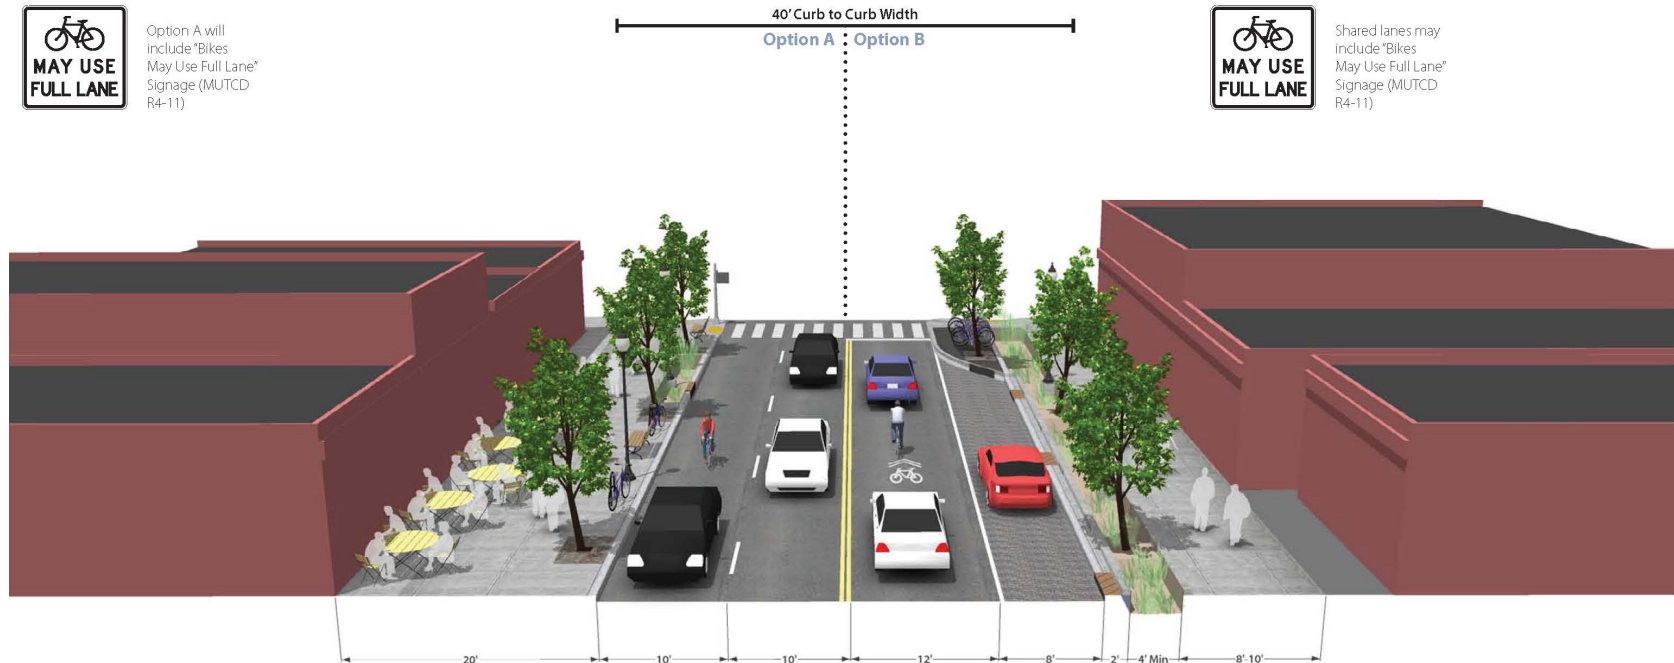 40' Curb to Curb Width
Option A
Option B
MAY USE
FULL LANE
Option A will
include "Bikes
May Use Full Lane"
Signage (MUTCD
R4-11)
MAY USE
FULL LANE
Shared lanes may
include "Bikes
May Use Full Lane"
Signage (MUTCD
R4-11)
20'
10'
10'
12'
8'
2'
4' Min
8'-10'